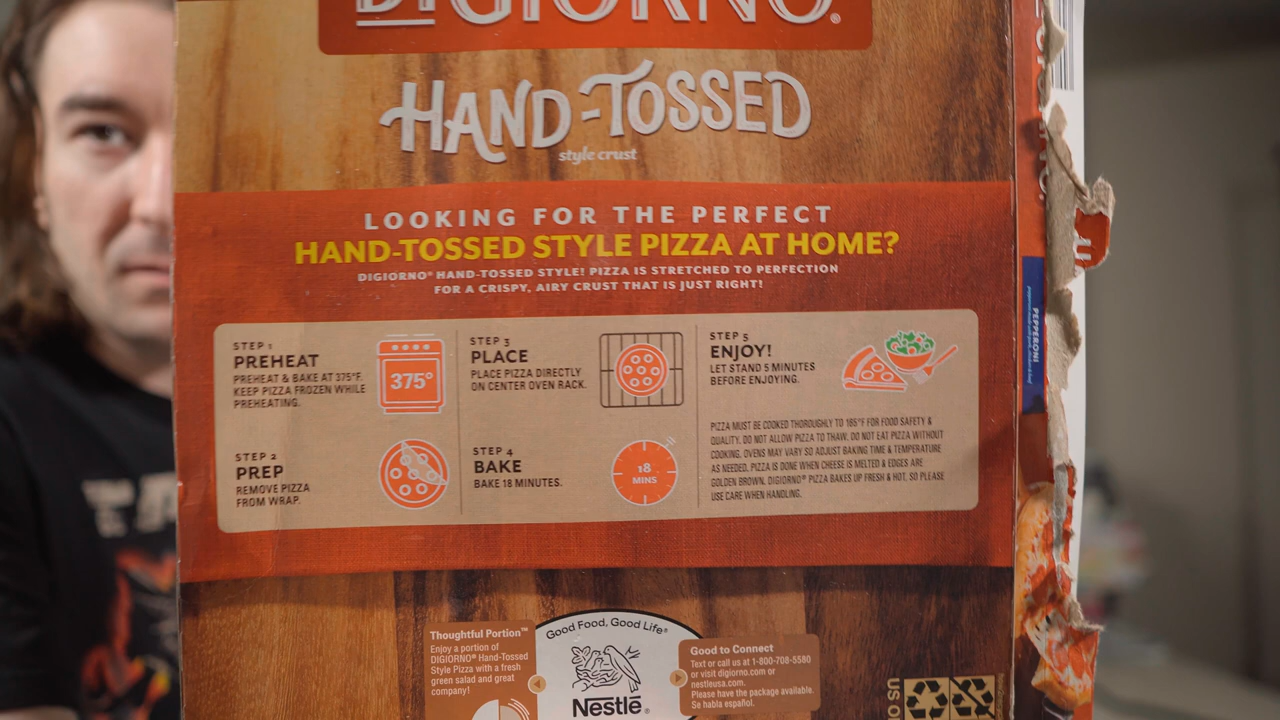 DIGIORNO®
HAND-TOSSED
style crust
LOOKING FOR THE PERFECT
HAND-TOSSED STYLE PIZZA AT HOME?
DIGIORNO® HAND-TOSSED STYLE! PIZZA IS STRETCHED TO PERFECTION
FOR A CRISPY, AIRY CRUST THAT IS JUST RIGHT!
STEP 1
PREHEAT
PREHEAT & BAKE AT 375°F.
KEEP PIZZA FROZEN WHILE
PREHEATING.
375°
STEP 2
PREP
REMOVE PIZZA
FROM WRAP.
STEP 3
PLACE
PLACE PIZZA DIRECTLY
ON CENTER OVEN RACK.
STEP 4
BAKE
BAKE 18 MINUTES.
18
MINS
STEP 5
ENJOY!
LET STAND 5 MINUTES
BEFORE ENJOYING.
PIZZA MUST BE COOKED THOROUGHLY TO 165°F FOR FOOD SAFETY &
QUALITY. DO NOT ALLOW PIZZA TO THAW. DO NOT EAT PIZZA WITHOUT
COOKING. OVENS MAY VARY SO ADJUST BAKING TIME & TEMPERATURE
AS NEEDED. PIZZA IS DONE WHEN CHEESE IS MELTED & EDGES ARE
GOLDEN BROWN. DIGIORNO® PIZZA BAKES UP FRESH & HOT, SO PLEASE
USE CARE WHEN HANDLING.
PEPPERONI
Thoughtful Portion™
Enjoy a portion of
DIGIORNO® Hand-Tossed
Style Pizza with a fresh
green salad and great
company!
Good Food, Good Life®
Nestlé®
Good to Connect
Text or call us at 1-800-708-5580
or visit digiorno.com or
nestleusa.com.
Please have the package available.
Se habla español.
US O